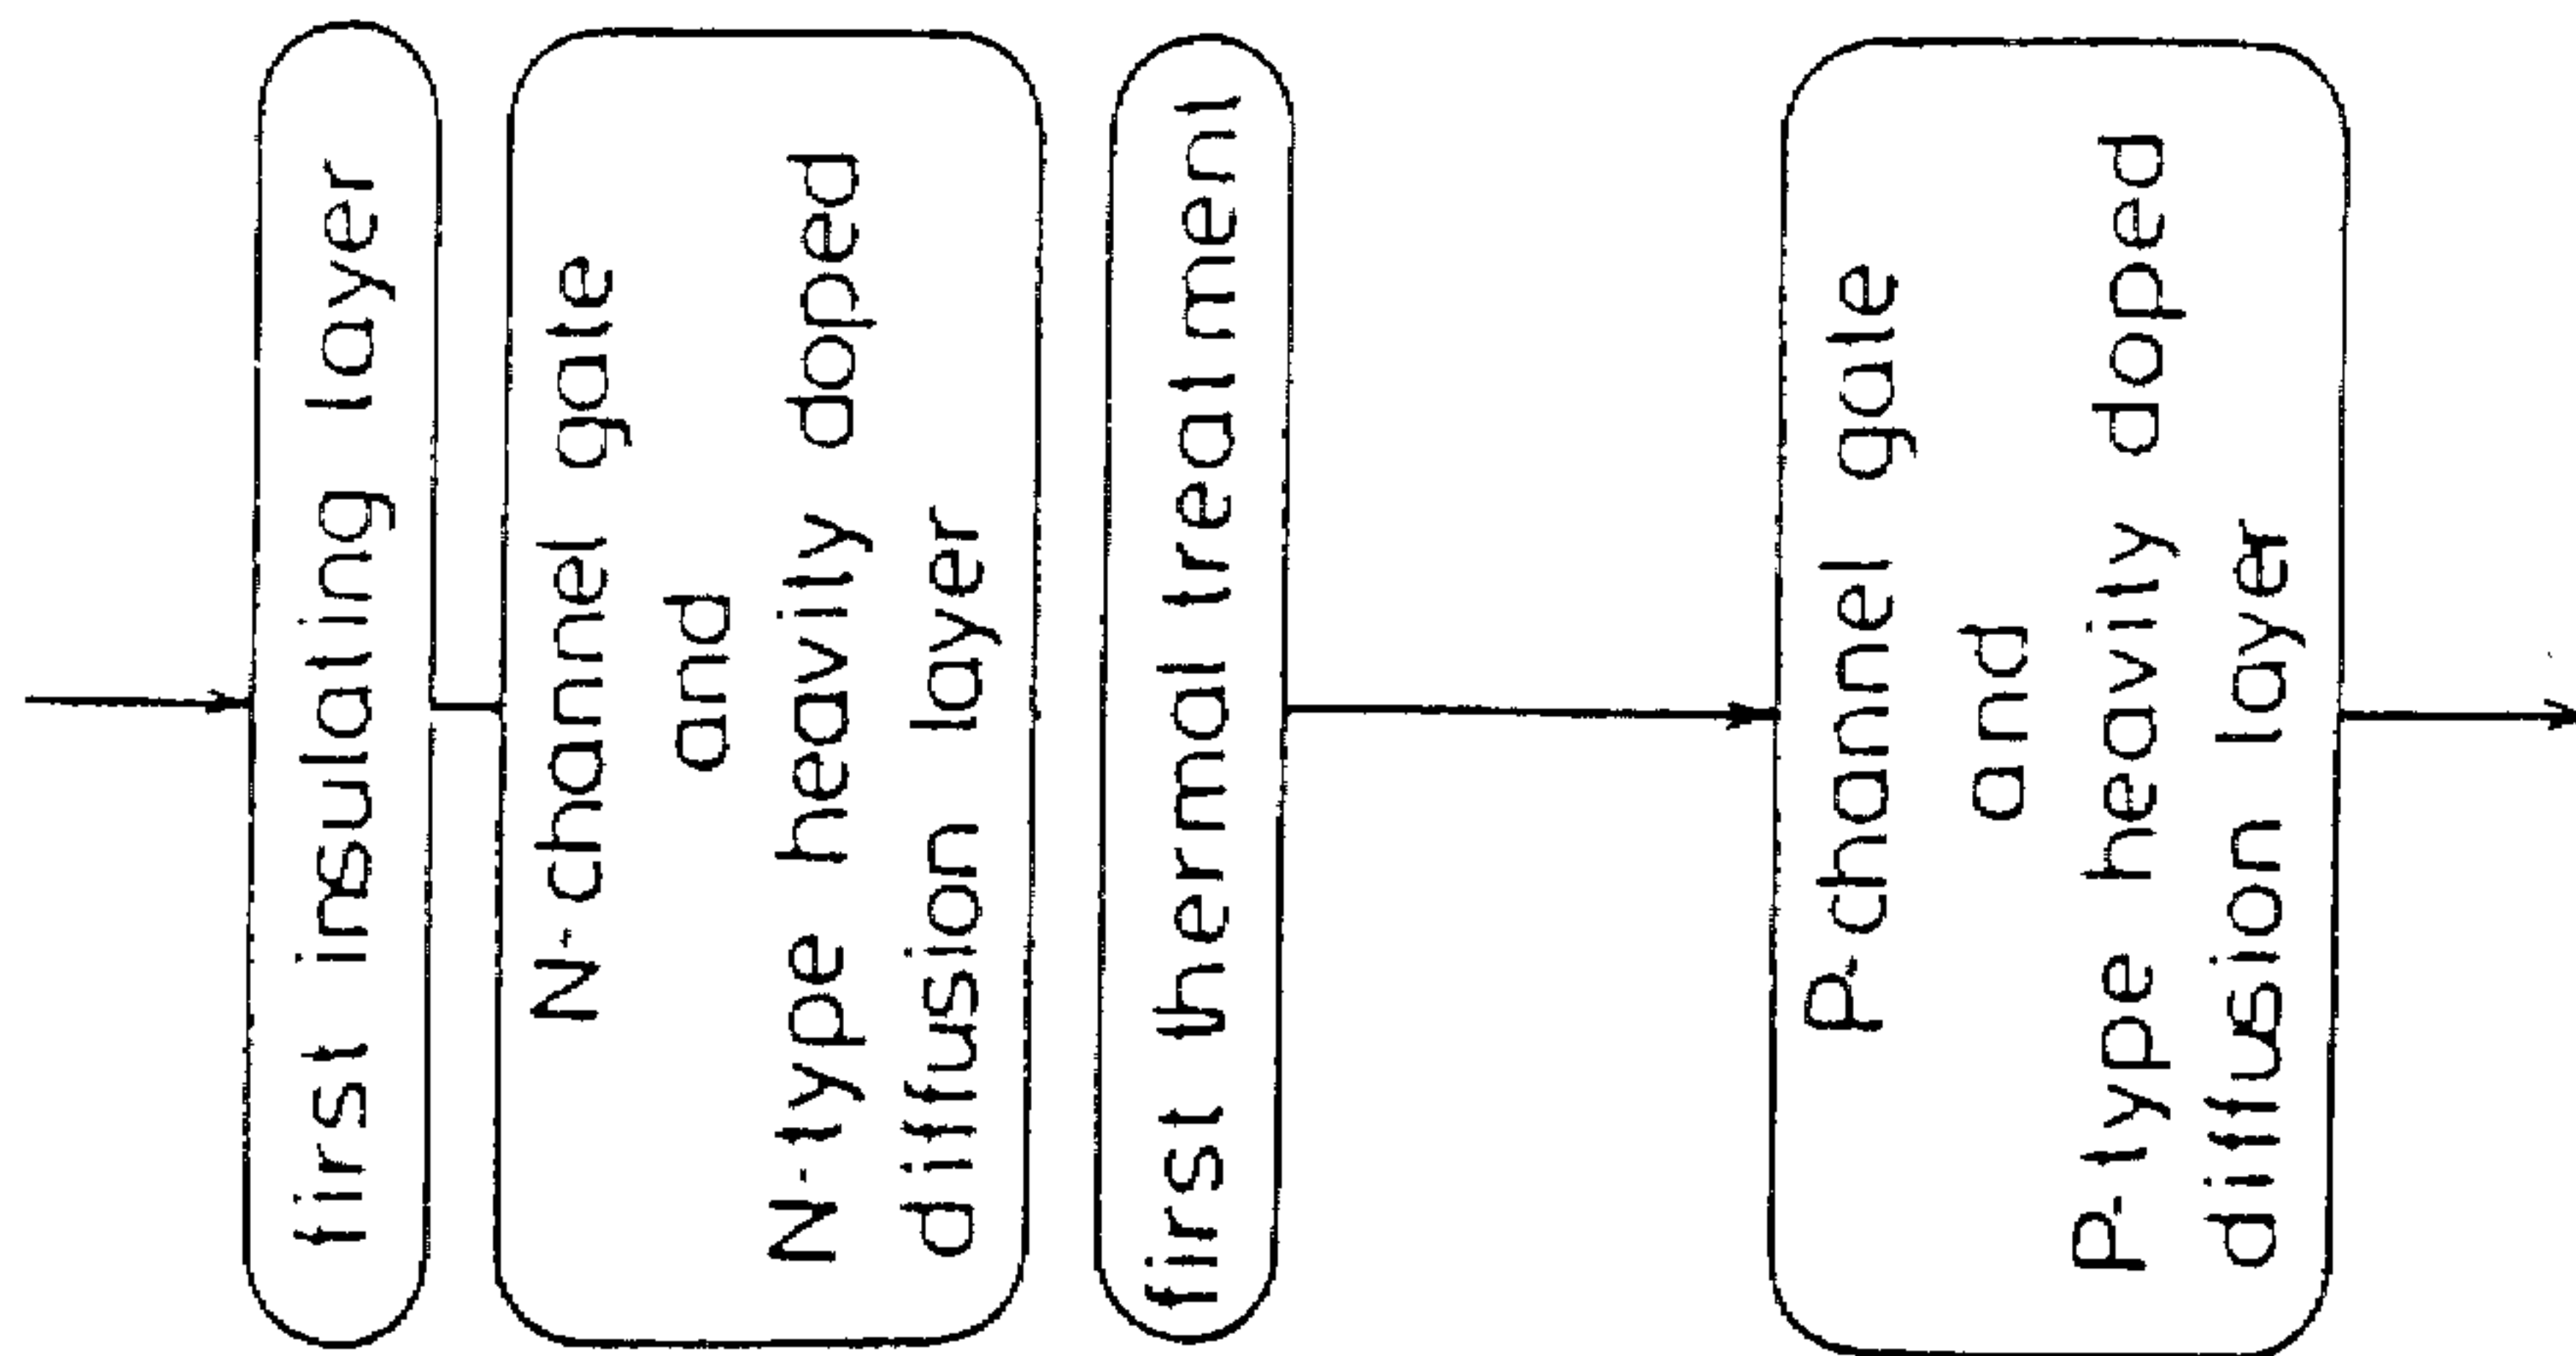 first insulating layer
N-channel gate
and
N-type heavily doped
diffusion layer
first thermal treatment
P-channel gate
and
P-type heavily doped
diffusion layer